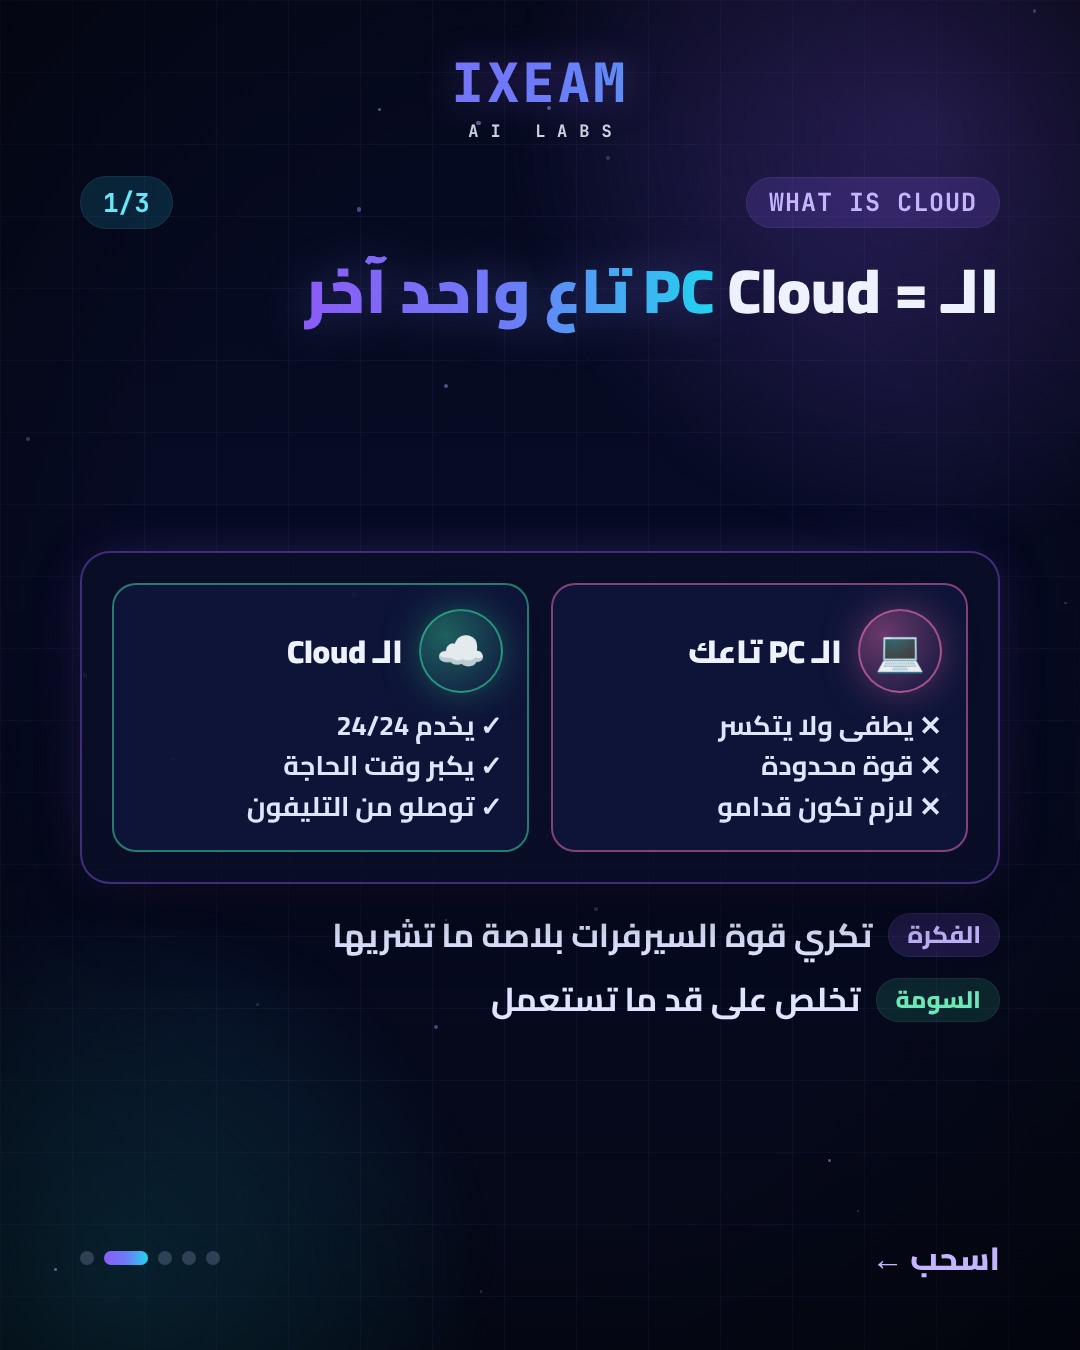 IXEAM
AI LABS
WHAT IS CLOUD
1/3
الـ Cloud = PC تاع واحد آخر
الـ PC تاعك
✕ يطفى ولا يتكسر
✕ قوة محدودة
✕ لازم تكون قدامو
الـ Cloud
✓ يخدم 24/24
✓ يكبر وقت الحاجة
✓ توصلو من التليفون
الفكرة تكري قوة السيرفرات بلاصة ما تشريها
السومة تخلص على قد ما تستعمل
اسحب ←